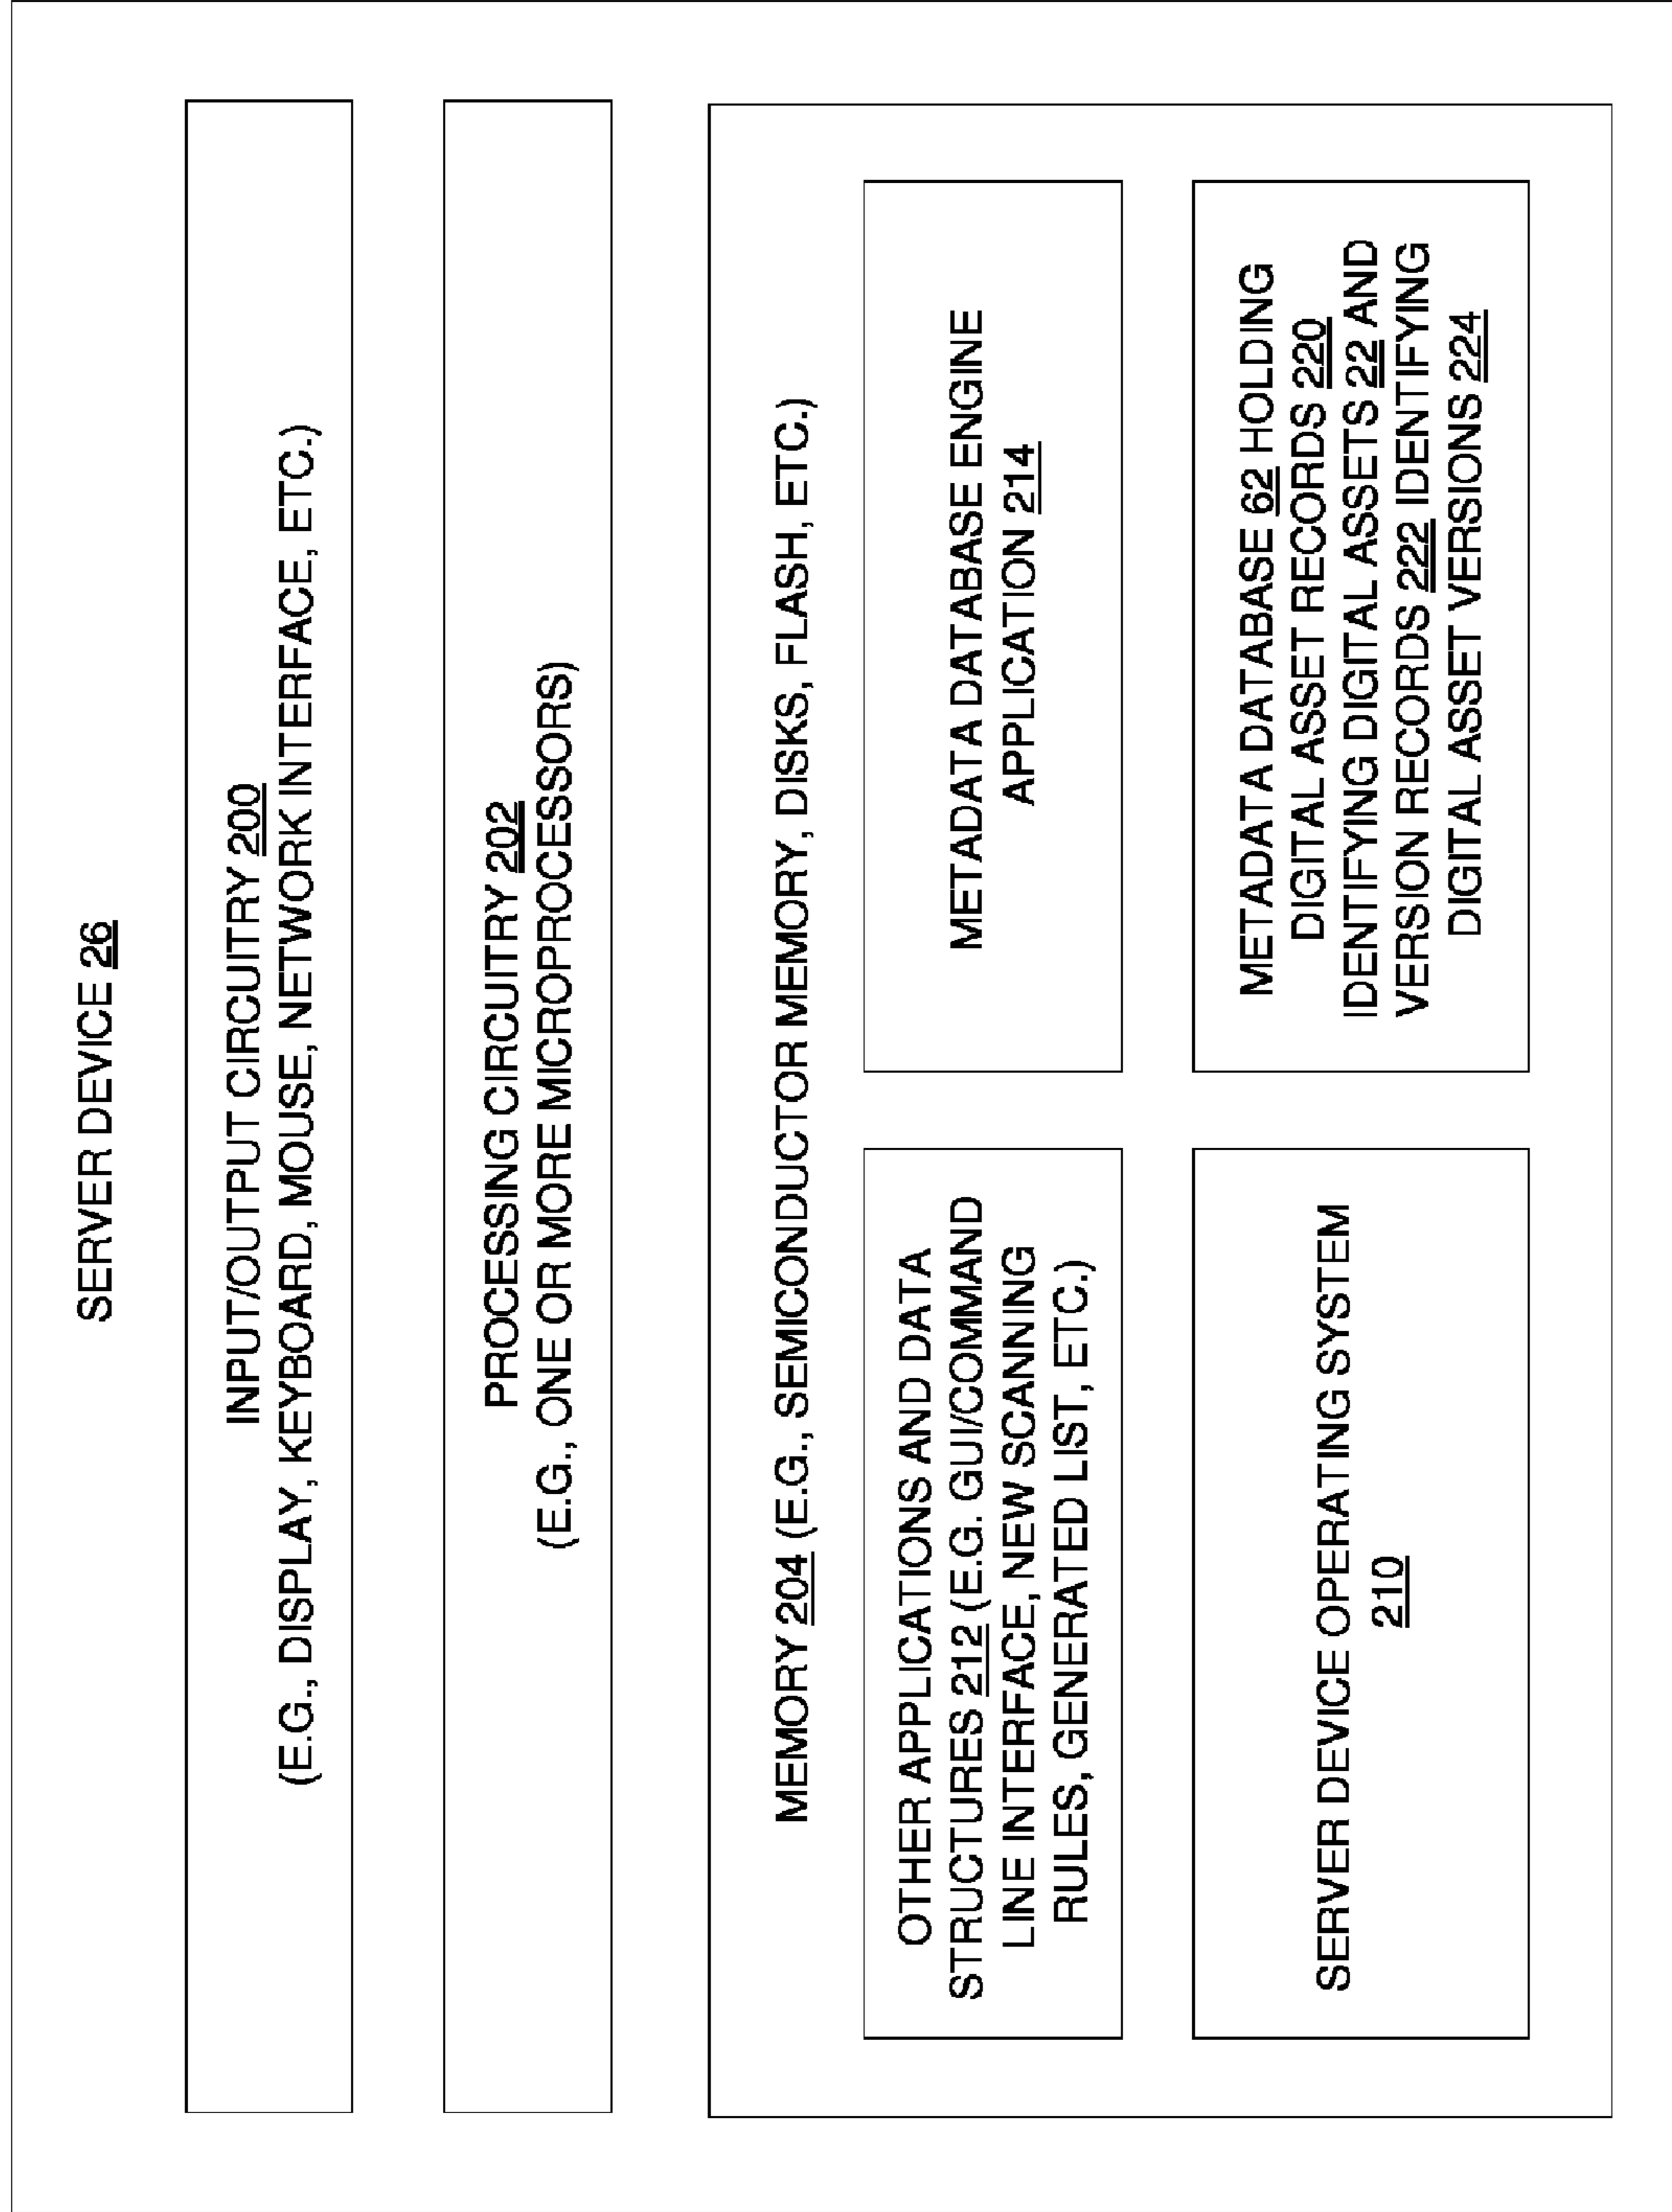 SERVER DEVICE 26
INPUT/OUTPUT CIRCUITRY 200
(E.G., DISPLAY, KEYBOARD, MOUSE, NETWORK INTERFACE, ETC.)
PROCESSING CIRCUITRY 202
(E.G., ONE OR MORE MICROPROCESSORS)
MEMORY 204 (E.G., SEMICONDUCTOR MEMORY, DISKS, FLASH, ETC.)
OTHER APPLICATIONS AND DATA
STRUCTURES 212 (E.G. GUI/COMMAND
LINE INTERFACE, NEW SCANNING
RULES, GENERATED LIST, ETC.)
METADATA DATABASE ENGINE
APPLICATION 214
SERVER DEVICE OPERATING SYSTEM
210
METADATA DATABASE 62 HOLDING
DIGITAL ASSET RECORDS 220
IDENTIFYING DIGITAL ASSETS 22 AND
VERSION RECORDS 222 IDENTIFYING
DIGITAL ASSET VERSIONS 224